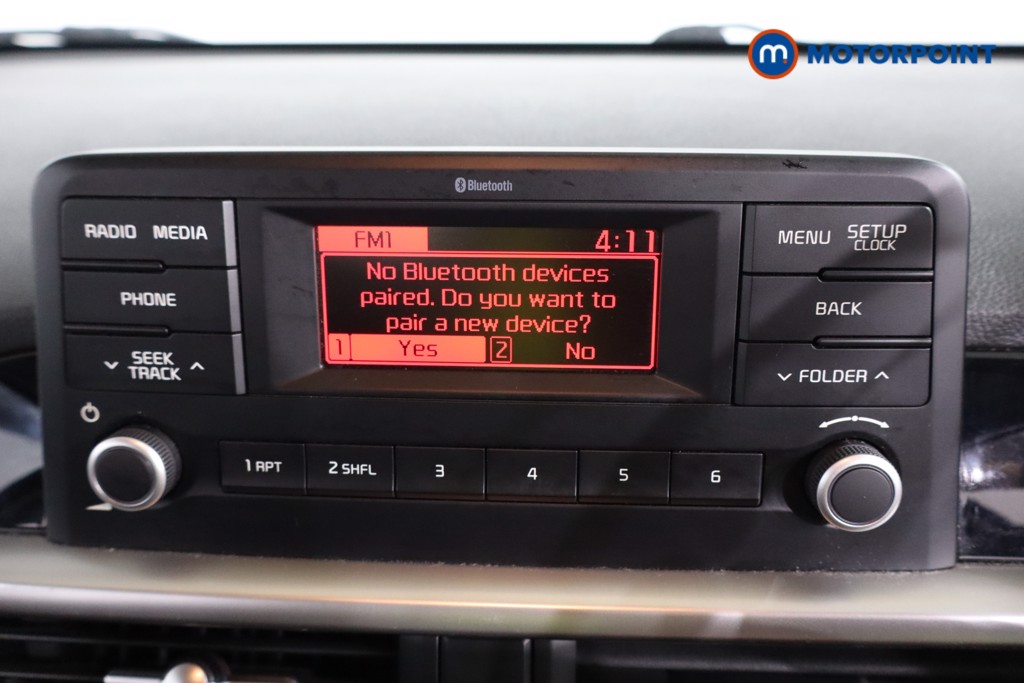 m MOTORPOINT
Bluetooth
RADIO MEDIA
PHONE
SEEK
TRACK
FM1 4:11
No Bluetooth devices
paired. Do you want to
pair a new device?
1 Yes 2 No
MENU SETUP
CLOCK
BACK
FOLDER
1 RPT 2 SHFL 3 4 5 6